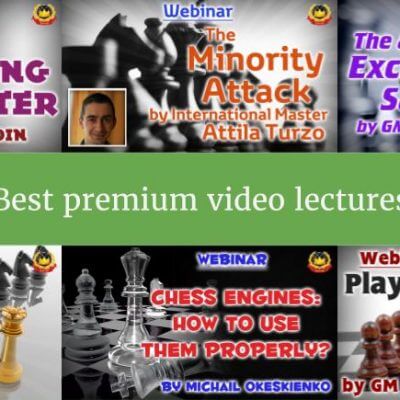 Webinar
The
Minority
Attack
by International Master
Attila Turzo
The
NG
TER
DIN
Exc
S
by GM
Best premium video lectures
WEBINAR
CHESS ENGINES:
HOW TO USE
THEM PROPERLY?
BY MICHAIL OKESKIENKO
Web
Play
by GM